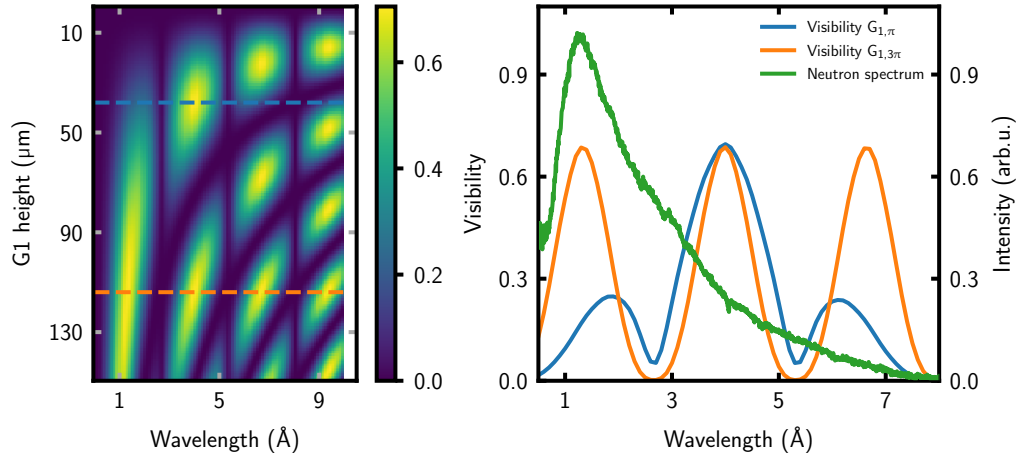 10
50
90
130
G1 height (μm)
1 5 9
Wavelength (Å)
0.0
0.2
0.4
0.6
Visibility
0.0
0.3
0.6
0.9
1 3 5 7
Wavelength (Å)
Visibility G1,π
Visibility G1,3π
Neutron spectrum
0.0
0.3
0.6
0.9
Intensity (arb.u.)